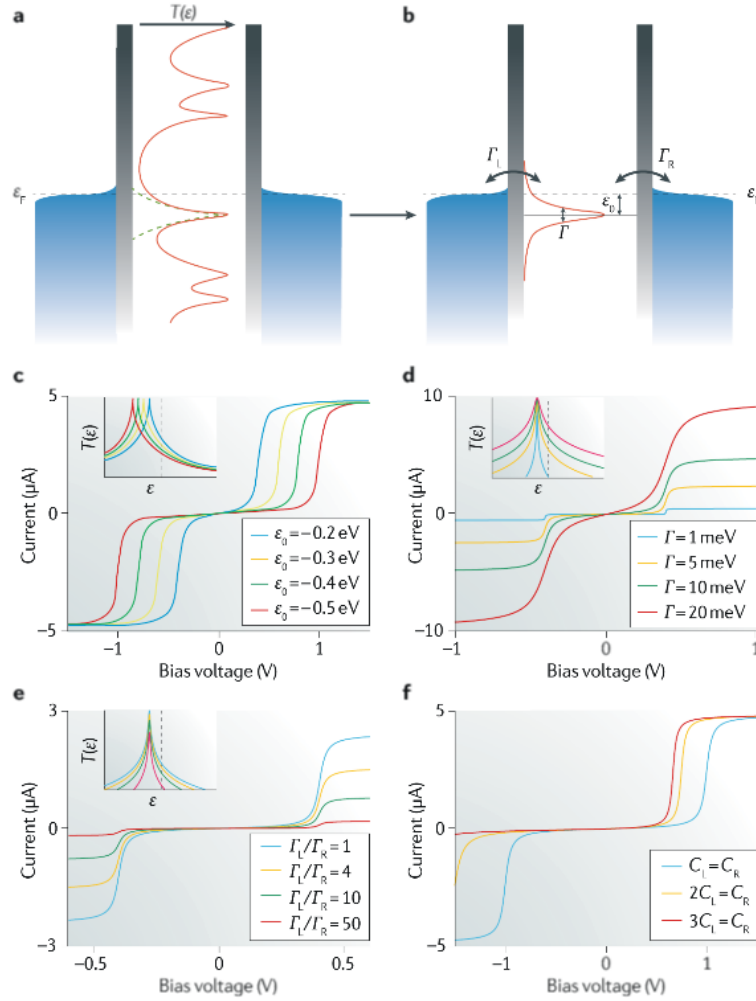 a
T(ε)
b
ε_F
Γ_L
Γ_R
ε_0
Γ
c
5
0
−5
Current (μA)
T(ε)
ε
ε_0=−0.2 eV
ε_0=−0.3 eV
ε_0=−0.4 eV
ε_0=−0.5 eV
−1
0
1
Bias voltage (V)
d
10
0
−10
Current (μA)
T(ε)
ε
Γ=1 meV
Γ=5 meV
Γ=10 meV
Γ=20 meV
−1
0
1
Bias voltage (V)
e
3
0
−3
Current (μA)
T(ε)
ε
Γ_L/Γ_R=1
Γ_L/Γ_R=4
Γ_L/Γ_R=10
Γ_L/Γ_R=50
−0.5
0
0.5
Bias voltage (V)
f
5
0
−5
Current (μA)
C_L=C_R
2C_L=C_R
3C_L=C_R
−1
0
1
Bias voltage (V)